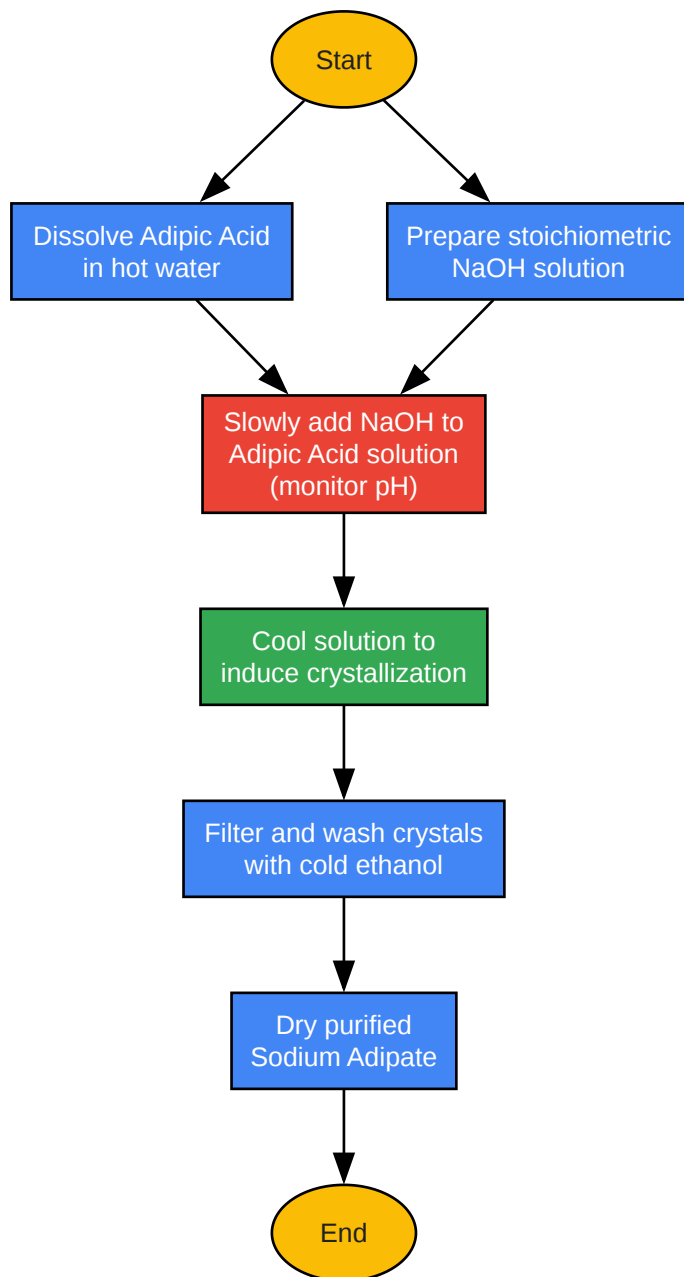 Start
Dissolve Adipic Acid
in hot water
Prepare stoichiometric
NaOH solution
Slowly add NaOH to
Adipic Acid solution
(monitor pH)
Cool solution to
induce crystallization
Filter and wash crystals
with cold ethanol
Dry purified
Sodium Adipate
End